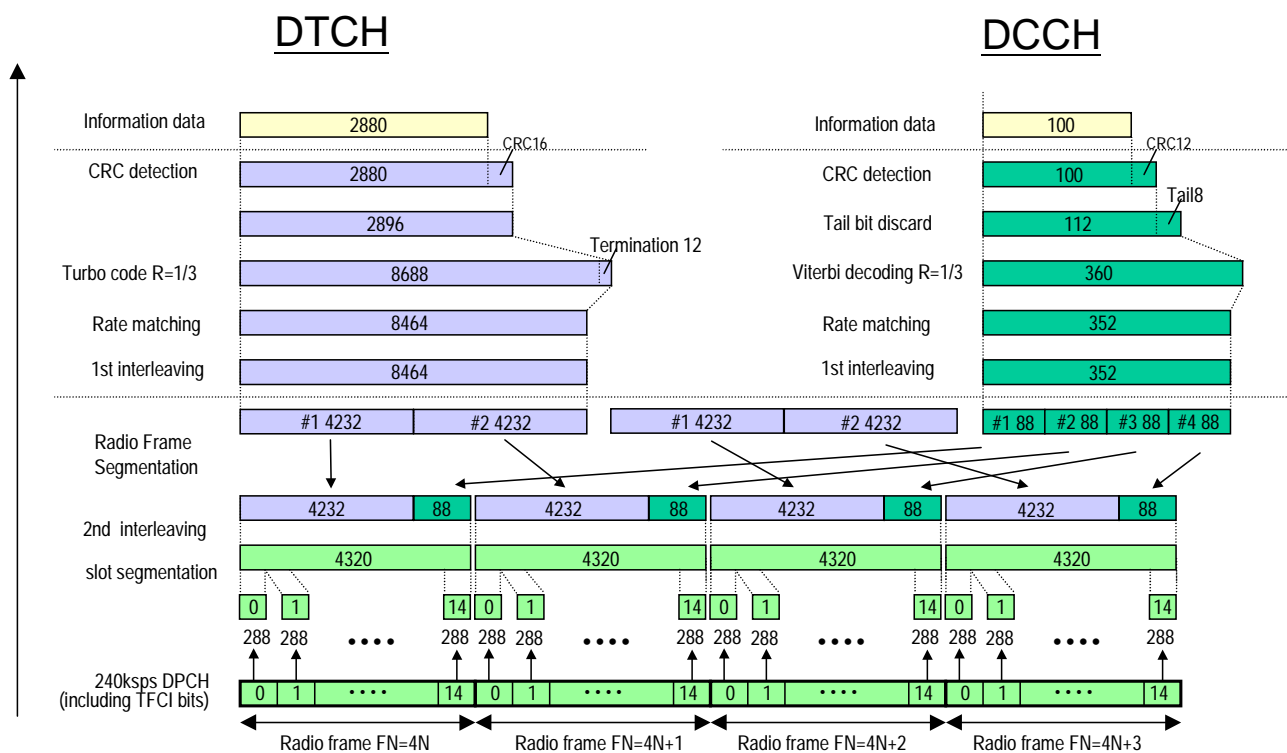 DTCH DCCH
Information data 2880 Information data 100
CRC16 CRC12
CRC detection 2880 CRC detection 100
Tail8
2896 Tail bit discard 112
Termination 12
Turbo code R=1/3 8688 Viterbi decoding R=1/3 360
Rate matching 8464 Rate matching 352
1st interleaving 8464 1st interleaving 352
#1 4232 #2 4232 #1 4232 #2 4232 #1 88 #2 88 #3 88 #4 88
Radio Frame
Segmentation
4232 88 4232 88 4232 88 4232 88
2nd interleaving
4320 4320 4320 4320
slot segmentation
0 1 14 0 1 14 0 1 14 0 1 14
288 288 •••• 288 288 288 •••• 288 288 288 •••• 288 288 288 •••• 288
240ksps DPCH
(including TFCI bits)
0 1 •••• 14 0 1 •••• 14 0 1 •••• 14 0 1 •••• 14
Radio frame FN=4N Radio frame FN=4N+1 Radio frame FN=4N+2 Radio frame FN=4N+3